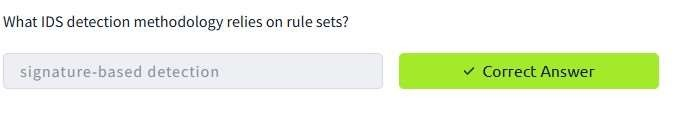 What IDS detection methodology relies on rule sets?
signature-based detection
✓ Correct Answer